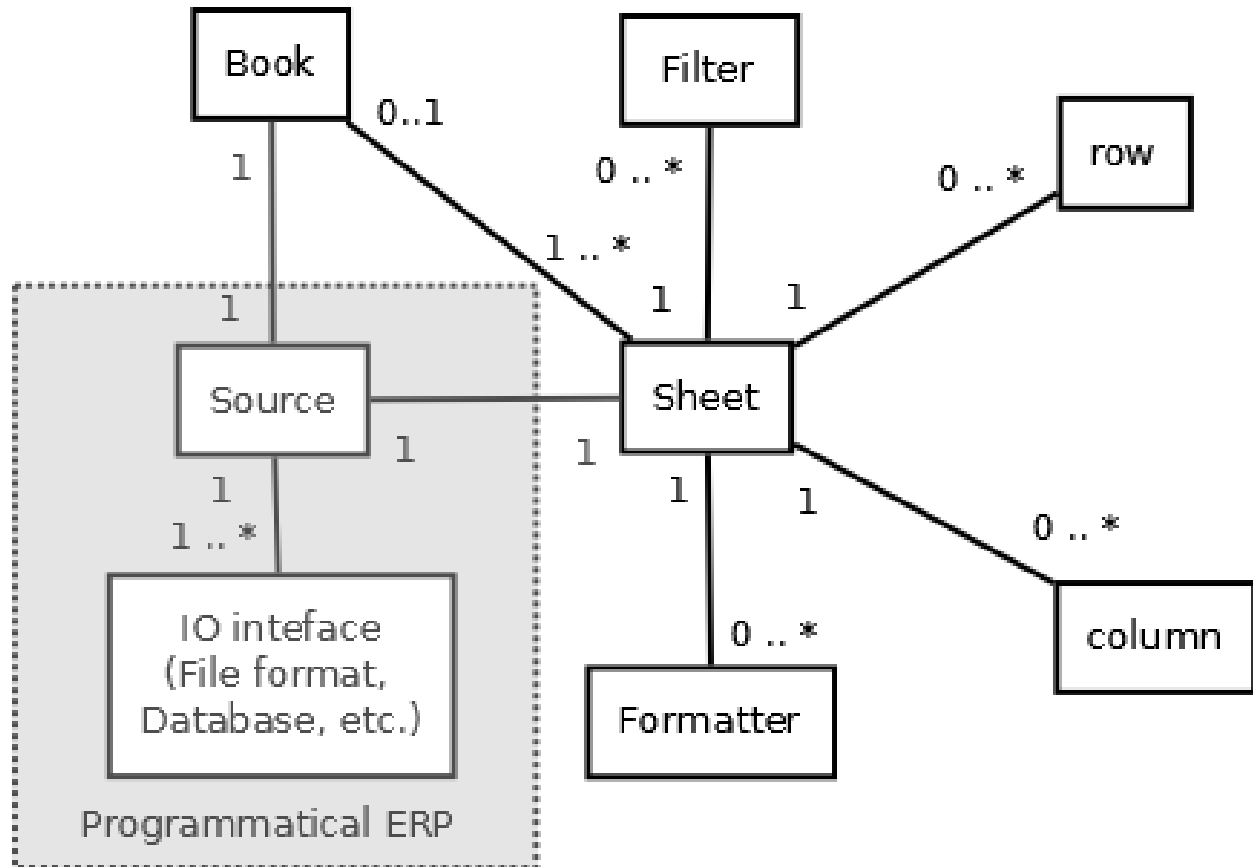 Book
Filter
0..1
row
1
0 .. *
0 .. *
1 .. *
1
1
1
Source
Sheet
1
1
1
1
1
1 .. *
0 .. *
IO inteface
(File format,
Database, etc.)
0 .. *
column
Formatter
Programmatical ERP